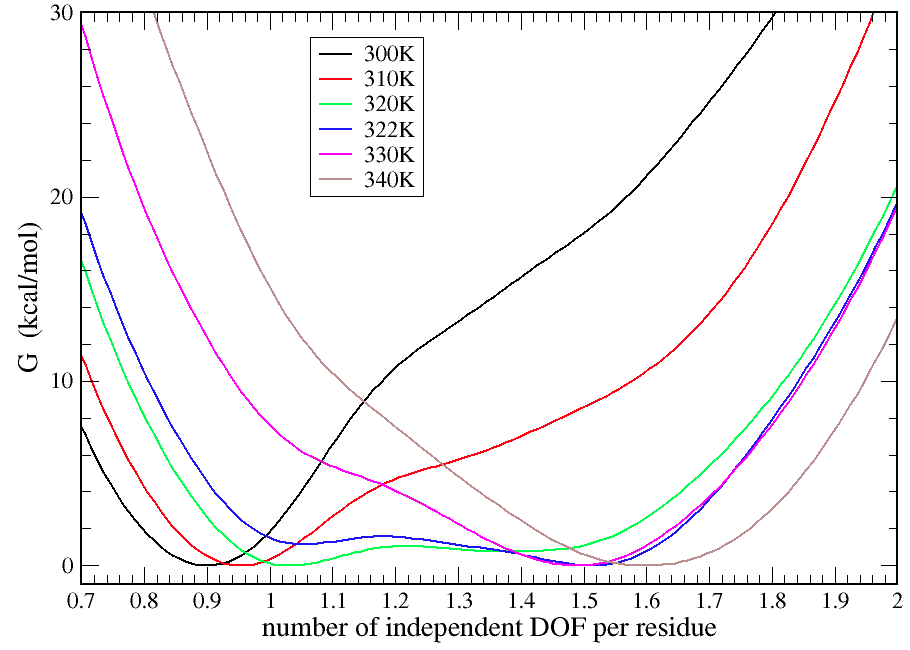 30
20
10
0
G (kcal/mol)
300K
310K
320K
322K
330K
340K
0.7 0.8 0.9 1 1.1 1.2 1.3 1.4 1.5 1.6 1.7 1.8 1.9 2
number of independent DOF per residue